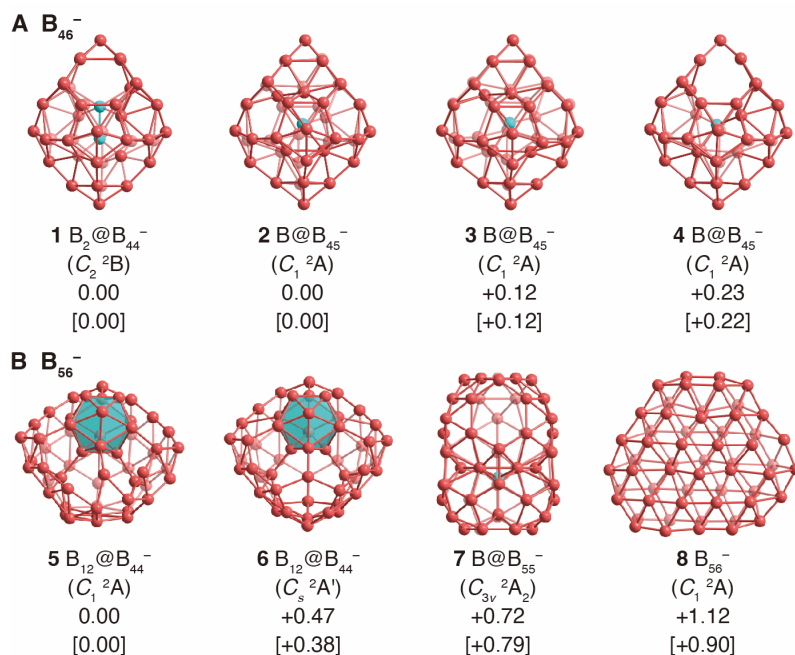 A B₄₆⁻
1 B₂@B₄₄⁻ 2 B@B₄₅⁻ 3 B@B₄₅⁻ 4 B@B₄₅⁻
(C₂ ²B) (C₁ ²A) (C₁ ²A) (C₁ ²A)
0.00 0.00 +0.12 +0.23
[0.00] [0.00] [+0.12] [+0.22]
B B₅₆⁻
5 B₁₂@B₄₄⁻ 6 B₁₂@B₄₄⁻ 7 B@B₅₅⁻ 8 B₅₆⁻
(C₁ ²A) (Cₛ ²A') (C₃ᵥ ²A₂) (C₁ ²A)
0.00 +0.47 +0.72 +1.12
[0.00] [+0.38] [+0.79] [+0.90]